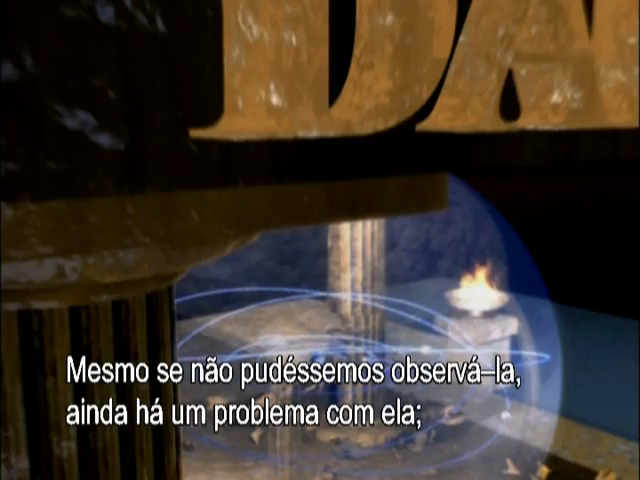 DA
Mesmo se não pudéssemos observá–la,
ainda há um problema com ela;